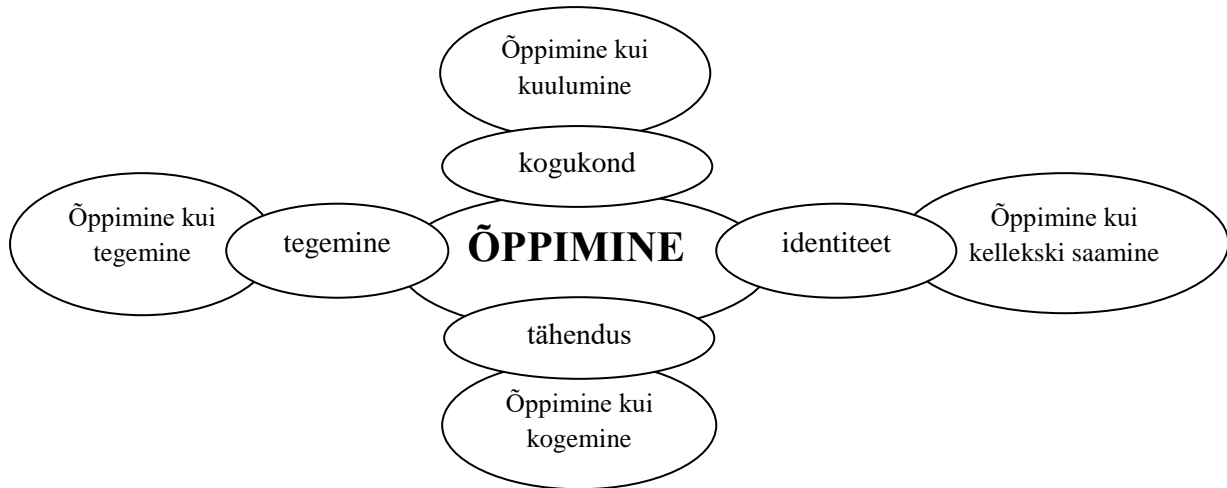 Õppimine kui
kuulumine
kogukond
Õppimine kui
tegemine
tegemine
ÕPPIMINE
identiteet
Õppimine kui
kellekski saamine
tähendus
Õppimine kui
kogemine